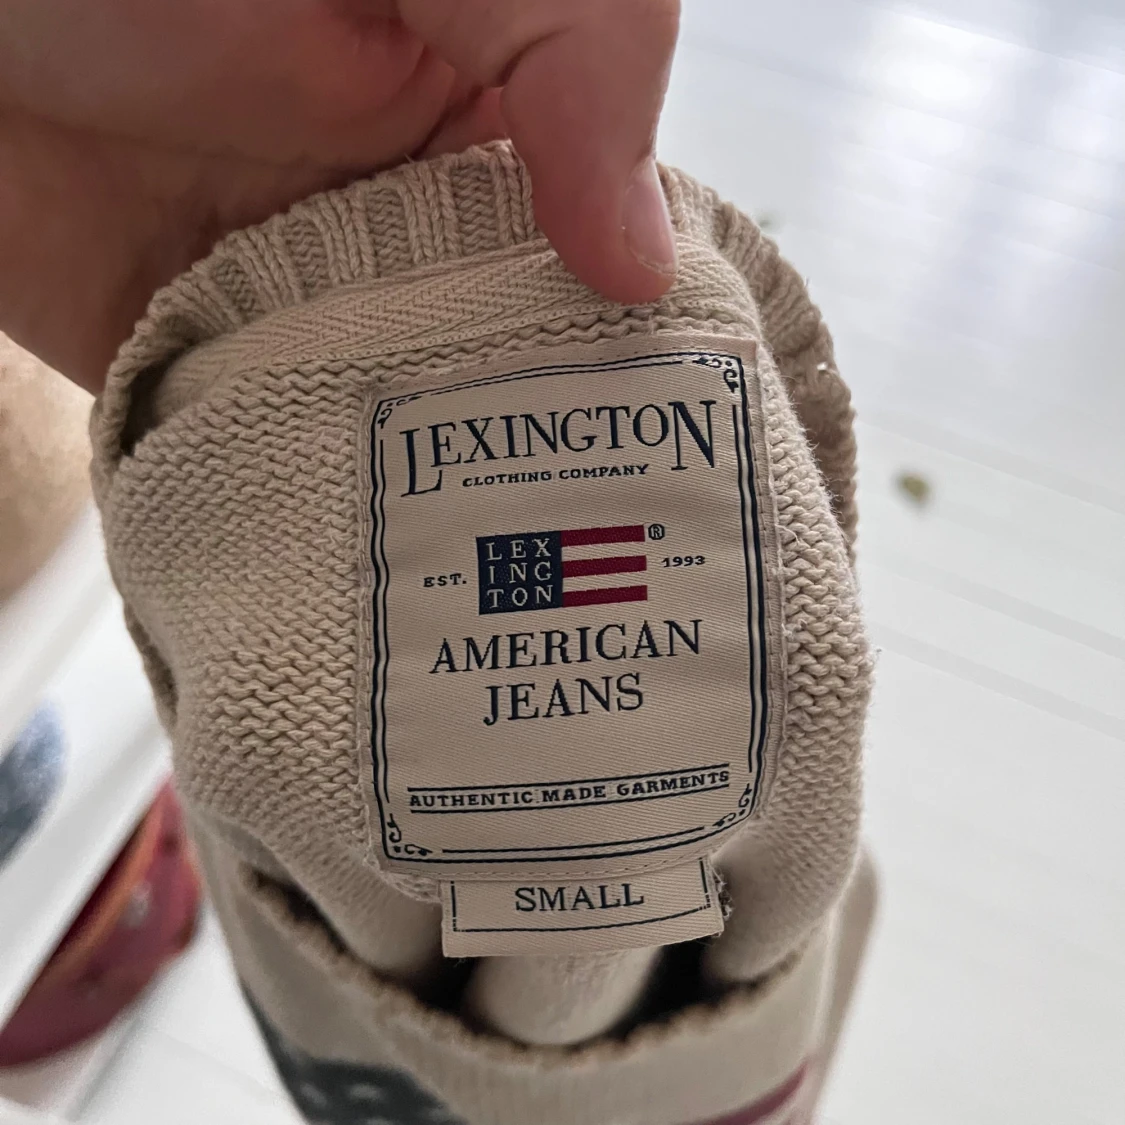 LEXINGTON
CLOTHING COMPANY
LEX
ING
TON
®
EST. 1993
AMERICAN
JEANS
AUTHENTIC MADE GARMENTS
SMALL